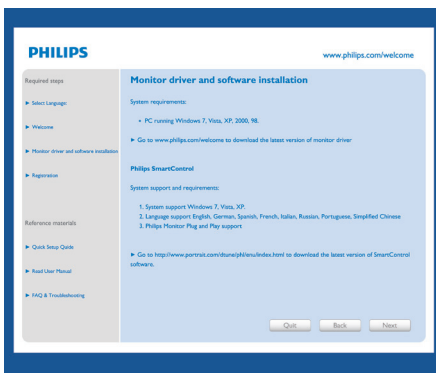 PHILIPS
www.philips.com/welcome
Required steps
Select Language
Welcome
Monitor driver and software installation
Registration
Reference materials
Quick Setup Guide
Read User Manual
FAQ & Troubleshooting
Monitor driver and software installation
System requirements:
• PC running Windows 7, Vista, XP, 2000, 98.
Go to www.philips.com/welcome to download the latest version of monitor driver
Philips SmartControl
System support and requirements:
1. System support Windows 7, Vista, XP.
2. Language support English, German, Spanish, French, Italian, Russian, Portuguese, Simplified Chinese
3. Philips Monitor Plug and Play support
Go to http://www.portrait.com/dtune/phl/enu/index.html to download the latest version of SmartControl
software.
Quit Back Next